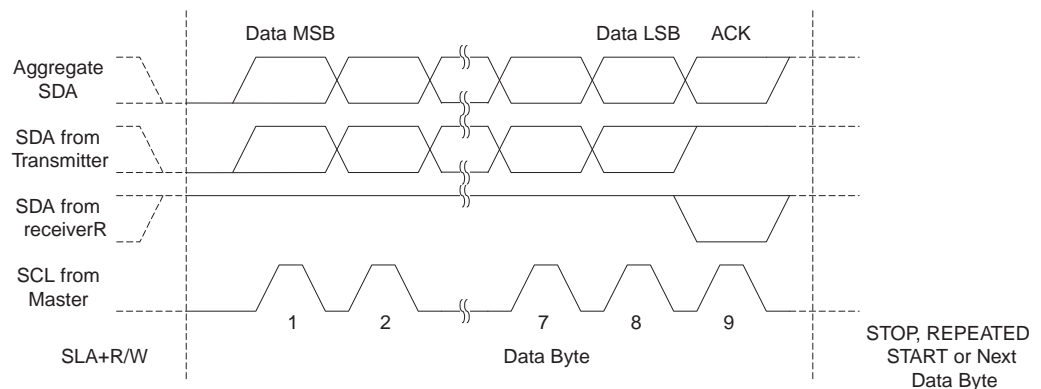 Data MSB
Data LSB
ACK
Aggregate
SDA
SDA from
Transmitter
SDA from
receiverR
SCL from
Master
1
2
7
8
9
SLA+R/W
Data Byte
STOP, REPEATED
START or Next
Data Byte